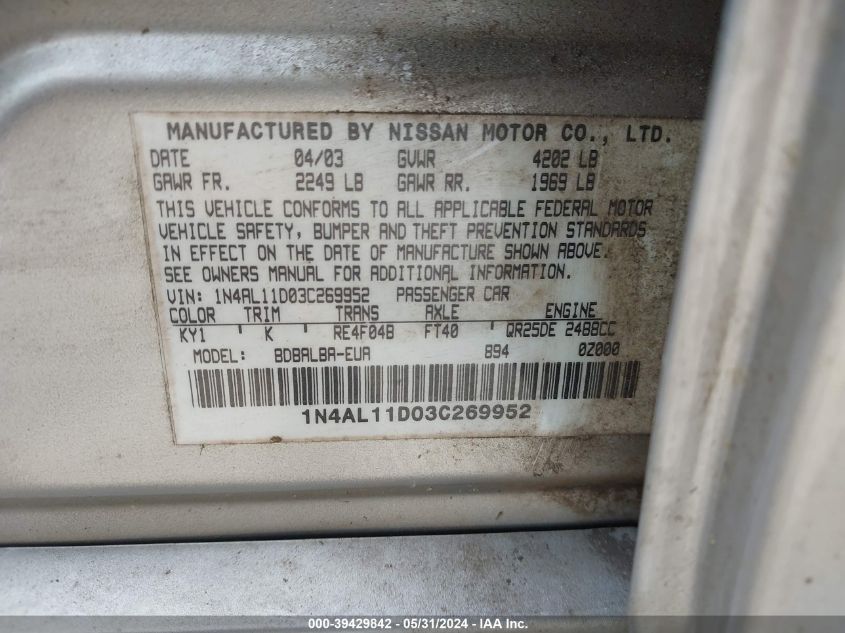 MANUFACTURED BY NISSAN MOTOR CO., LTD.
DATE 04/03 GVWR 4202 LB
GAWR FR. 2249 LB GAWR RR. 1969 LB
THIS VEHICLE CONFORMS TO ALL APPLICABLE FEDERAL MOTOR
VEHICLE SAFETY, BUMPER AND THEFT PREVENTION STANDARDS
IN EFFECT ON THE DATE OF MANUFACTURE SHOWN ABOVE.
SEE OWNERS MANUAL FOR ADDITIONAL INFORMATION.
VIN: 1N4AL11D03C269952 PASSENGER CAR
COLOR TRIM TRANS AXLE ENGINE
KY1 K RE4F04B FT40 QR25DE 2488CC
MODEL: BDBALBA-EUA 894 0Z000
1N4AL11D03C269952
000-39429842 - 05/31/2024 - IAA Inc.